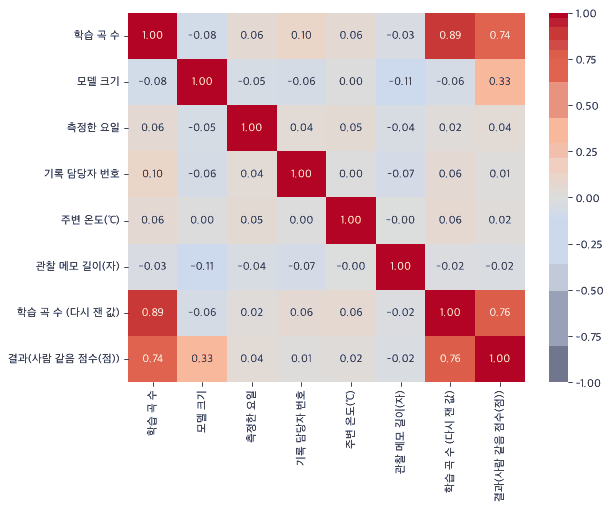 학습 곡 수 1.00 -0.08 0.06 0.10 0.06 -0.03 0.89 0.74
모델 크기 -0.08 1.00 -0.05 -0.06 0.00 -0.11 -0.06 0.33
측정한 요일 0.06 -0.05 1.00 0.04 0.05 -0.04 0.02 0.04
기록 담당자 번호 0.10 -0.06 0.04 1.00 0.00 -0.07 0.06 0.01
주변 온도(℃) 0.06 0.00 0.05 0.00 1.00 -0.00 0.06 0.02
관찰 메모 길이(자) -0.03 -0.11 -0.04 -0.07 -0.00 1.00 -0.02 -0.02
학습 곡 수 (다시 잰 값) 0.89 -0.06 0.02 0.06 0.06 -0.02 1.00 0.76
결과(사람 같음 점수(점)) 0.74 0.33 0.04 0.01 0.02 -0.02 0.76 1.00
학습 곡 수
모델 크기
측정한 요일
기록 담당자 번호
주변 온도(℃)
관찰 메모 길이(자)
학습 곡 수 (다시 잰 값)
결과(사람 같음 점수(점))
1.00
0.75
0.50
0.25
0.00
-0.25
-0.50
-0.75
-1.00